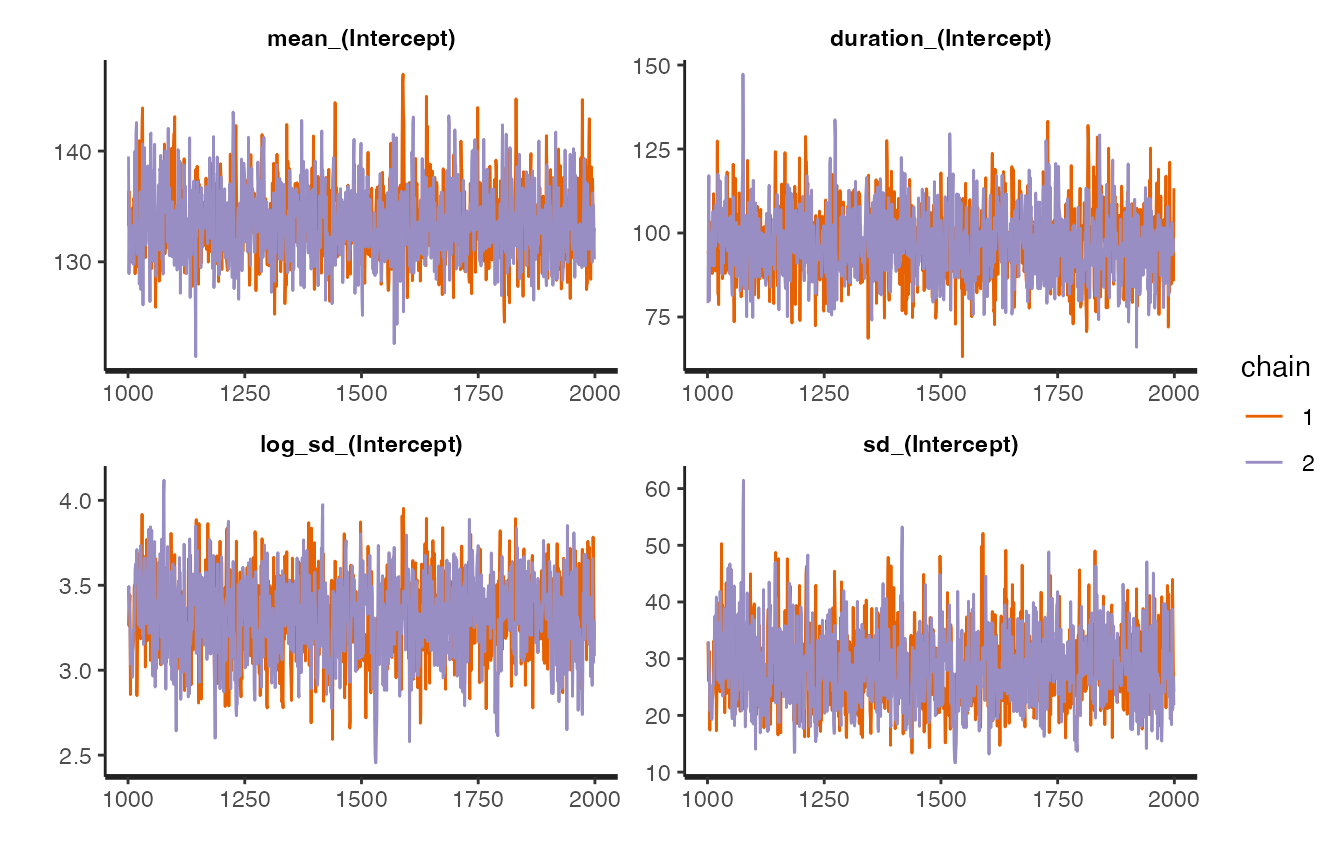 mean_(Intercept)
duration_(Intercept)
140
130
1000 1250 1500 1750 2000
150
125
100
75
1000 1250 1500 1750 2000
log_sd_(Intercept)
sd_(Intercept)
4.0
3.5
3.0
2.5
1000 1250 1500 1750 2000
60
50
40
30
20
10
1000 1250 1500 1750 2000
chain
1
2